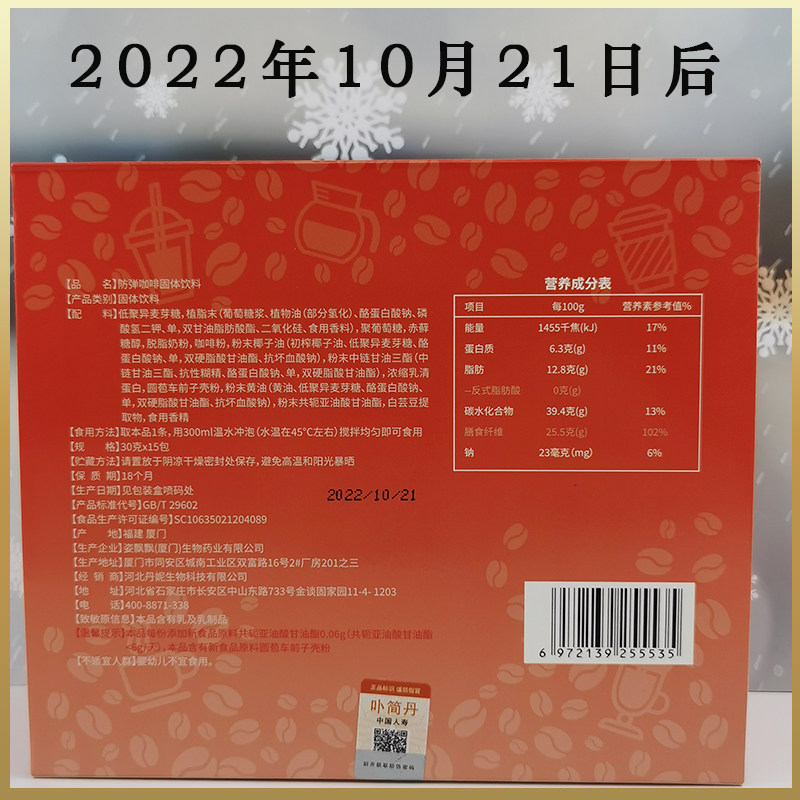 2022年10月21日后
【品　　名】防弹咖啡固体饮料
【产品类别】固体饮料
【配　　料】低聚异麦芽糖,植脂末(葡萄糖浆、植物油(部分氢化)、酪蛋白酸钠、磷
酸氢二钾、单,双甘油脂肪酸酯、二氧化硅、食用香料),聚葡萄糖,赤藓
糖醇,脱脂奶粉,咖啡粉,粉末椰子油(初榨椰子油、低聚异麦芽糖、酪
蛋白酸钠、单,双硬脂酸甘油酯、抗坏血酸钠),粉末中链甘油三酯(中
链甘油三酯、抗性糊精、酪蛋白酸钠、单,双硬脂酸甘油酯),浓缩乳清
蛋白,圆苞车前子壳粉,粉末黄油(黄油、低聚异麦芽糖、酪蛋白酸钠、
单,双硬脂酸甘油酯、抗坏血酸钠),粉末共轭亚油酸甘油酯,白芸豆提
取物,食用香精
【食用方法】取本品1条,用300ml温水冲泡(水温在45℃左右)搅拌均匀即可食用
【规　　格】30克x15包
【贮藏方法】请置放于阴凉干燥密封处保存,避免高温和阳光暴晒
【保 质 期】18个月
【生产日期】见包装盒喷码处
2022/10/21
【产品标准代号】GB/T 29602
【食品生产许可证编号】SC10635021204089
【产　　地】福建 厦门
【生产企业】姿飘飘(厦门)生物药业有限公司
【生产地址】厦门市同安区城南工业区双富路16号2#厂房201之三
【经 销 商】河北丹妮生物科技有限公司
【地　　址】河北省石家庄市长安区中山东路733号金谈固家园11-4-1203
【电　　话】400-8871-338
【致敏原信息】本品含有乳及乳制品
【温馨提示】本品每份添加新食品原料共轭亚油酸甘油酯0.06g(共轭亚油酸甘油酯
<6g/天),本品含有新食品原料圆苞车前子壳粉
【不适宜人群】婴幼儿不宜食用。
营养成分表
项目 每100g 营养素参考值%
能量 1455千焦(kJ) 17%
蛋白质 6.3克(g) 11%
脂肪 12.8克(g) 21%
--反式脂肪酸 0克(g)
碳水化合物 39.4克(g) 13%
膳食纤维 25.5克(g) 102%
钠 23毫克(mg) 6%
6 972139 255535
卟简丹
中国人寿